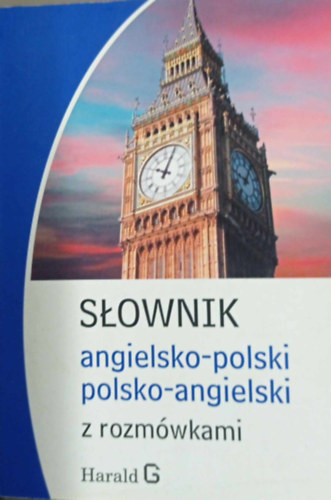 SŁOWNIK
angielsko-polski
polsko-angielski
z rozmówkami
Harald G